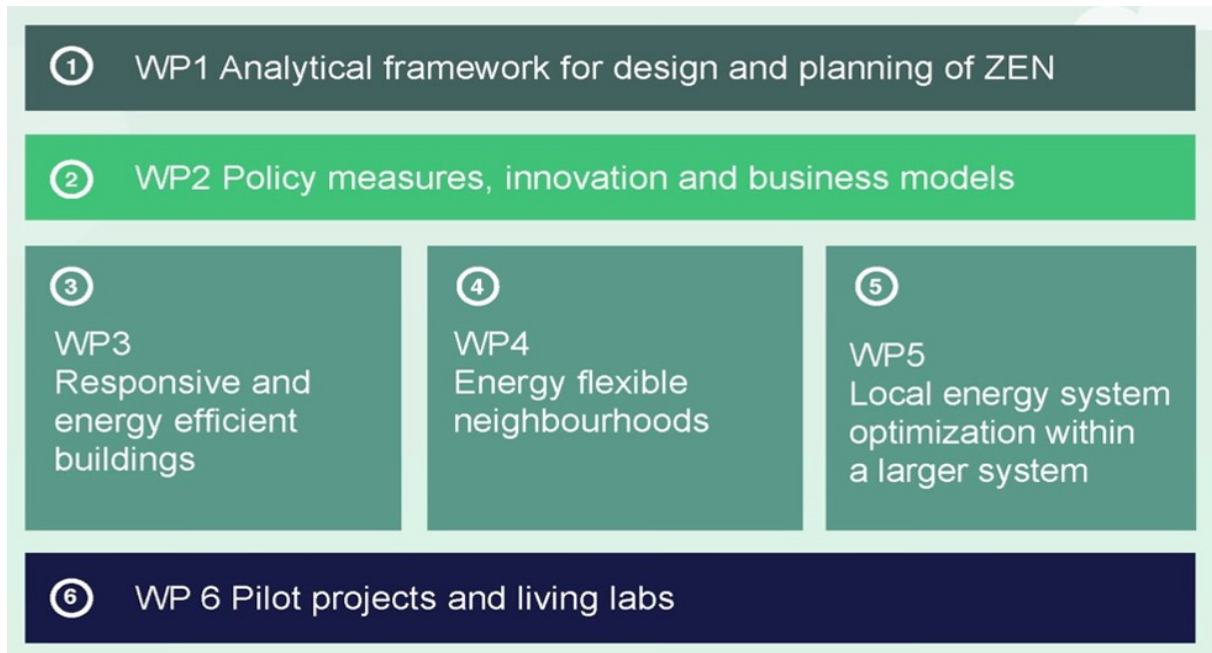 1 WP1 Analytical framework for design and planning of ZEN
2 WP2 Policy measures, innovation and business models
3
WP3
Responsive and
energy efficient
buildings
4
WP4
Energy flexible
neighbourhoods
5
WP5
Local energy system
optimization within
a larger system
6 WP 6 Pilot projects and living labs